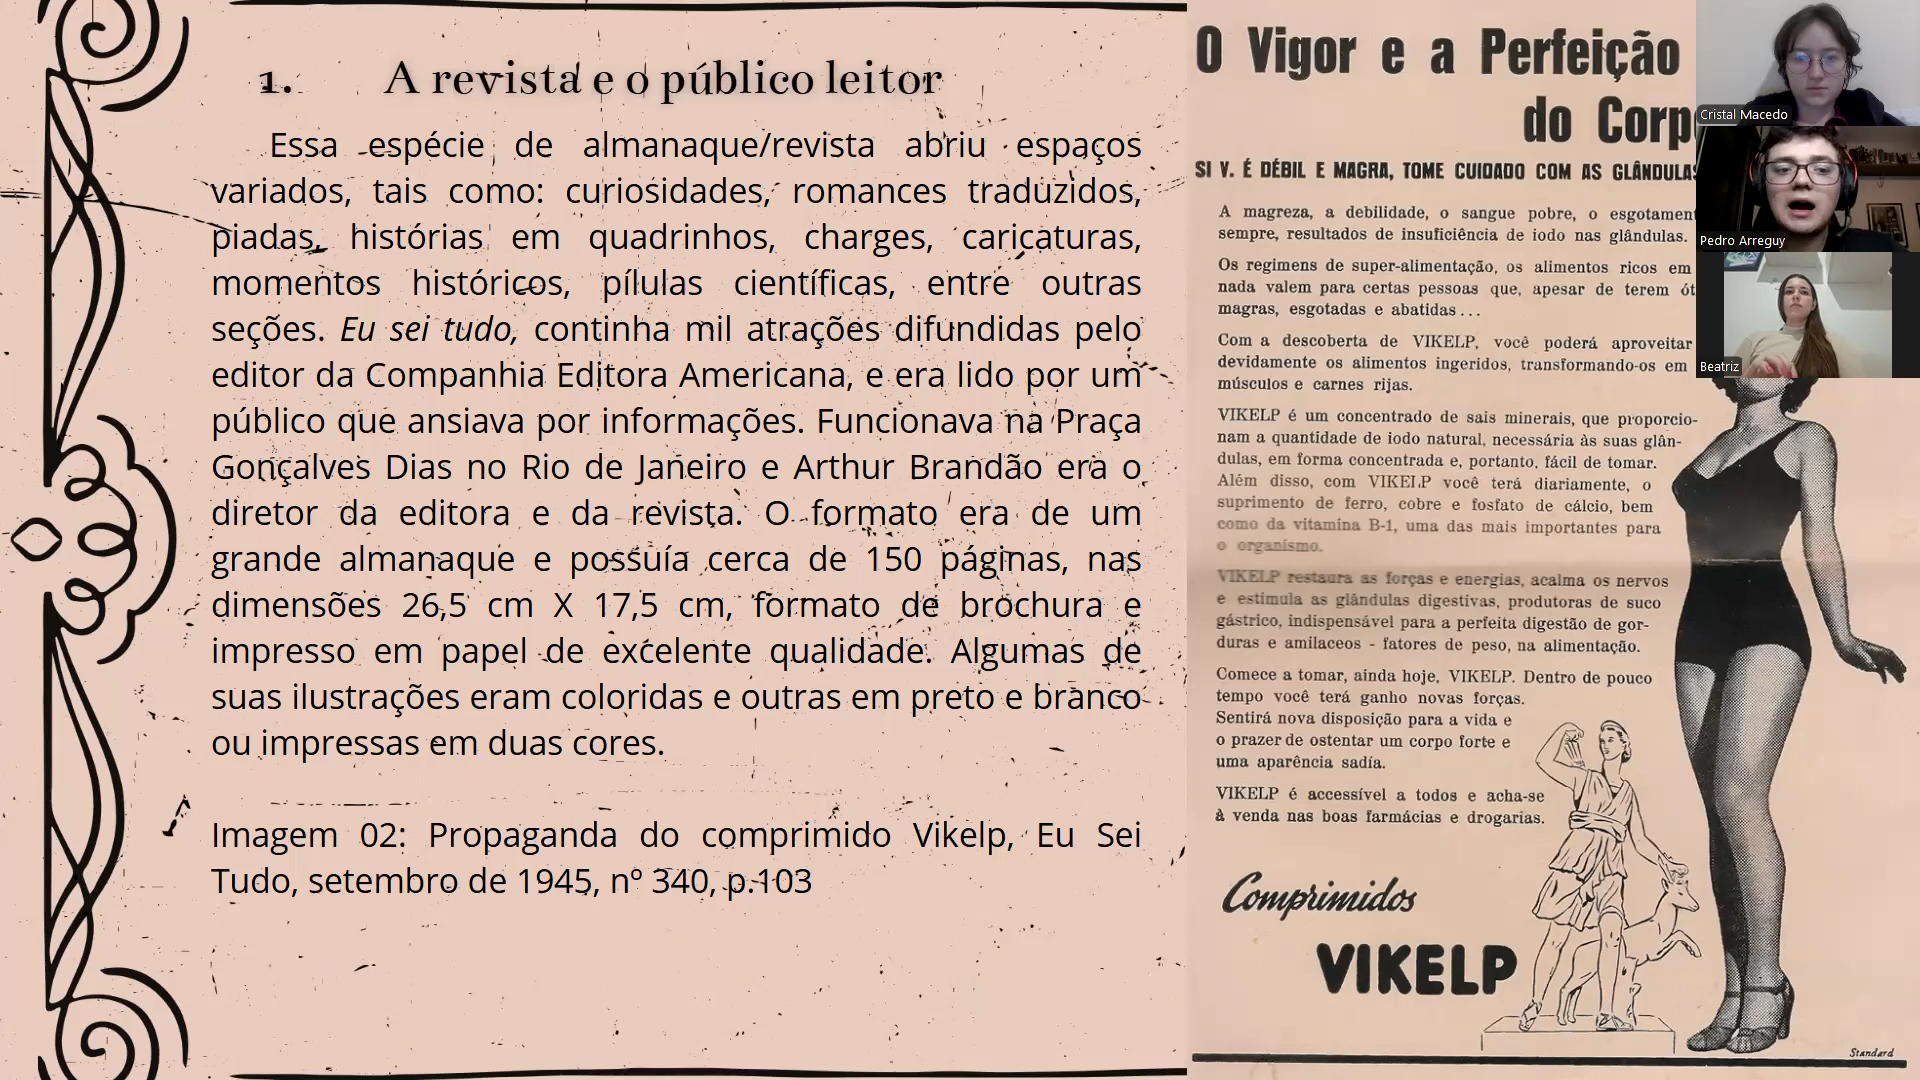 1. A revista e o público leitor
Essa espécie de almanaque/revista abriu espaços
variados, tais como: curiosidades, romances traduzidos,
piadas, histórias em quadrinhos, charges, caricaturas,
momentos históricos, pílulas científicas, entre outras
seções. Eu sei tudo, continha mil atrações difundidas pelo
editor da Companhia Editora Americana, e era lido por um
público que ansiava por informações. Funcionava na Praça
Gonçalves Dias no Rio de Janeiro e Arthur Brandão era o
diretor da editora e da revista. O formato era de um
grande almanaque e possuía cerca de 150 páginas, nas
dimensões 26,5 cm X 17,5 cm, formato de brochura e
impresso em papel de excelente qualidade. Algumas de
suas ilustrações eram coloridas e outras em preto e branco
ou impressas em duas cores.
Imagem 02: Propaganda do comprimido Vikelp, Eu Sei
Tudo, setembro de 1945, nº 340, p.103
O Vigor e a Perfeição
do
SI V. É DÉBIL E MAGRA, TOME CUIDADO COM AS
A magreza, a debilidade, o sangue pobre, o
sempre, resultados de insuficiência de iodo nas glândulas.
Os regimens de super-alimentação, os alimentos ricos em
nada valem para certas pessoas que, apesar de terem
magras, esgotadas e abatidas...
Com a descoberta de VIKELP, você poderá aproveitar
devidamente os alimentos ingeridos, transformando-os em
músculos e carnes rijas.
VIKELP é um concentrado de sais minerais, que proporcio-
nam a quantidade de iodo natural, necessária às suas glân-
dulas, em forma concentrada e, portanto, fácil de tomar.
Além disso, com VIKELP você terá diariamente, o
suprimento de ferro, cobre e fosfato de cálcio, bem
como da vitamina B-1, uma das mais importantes para
o organismo.
VIKELP restaura as forças e energias, acalma os nervos
e estimula as glândulas digestivas, produtoras de suco
gástrico, indispensável para a perfeita digestão de gor-
duras e amilaceos - fatores de peso, na alimentação.
Comece a tomar, ainda hoje, VIKELP. Dentro de pouco
tempo você terá ganho novas forças.
Sentirá nova disposição para a vida e
o prazer de ostentar um corpo forte e
uma aparência sadía.
VIKELP é accessível a todos e acha-se
à venda nas boas farmácias e drogarias.
Comprimidos
VIKELP
Standard
Cristal Macedo
Pedro Arreguy
Beatriz